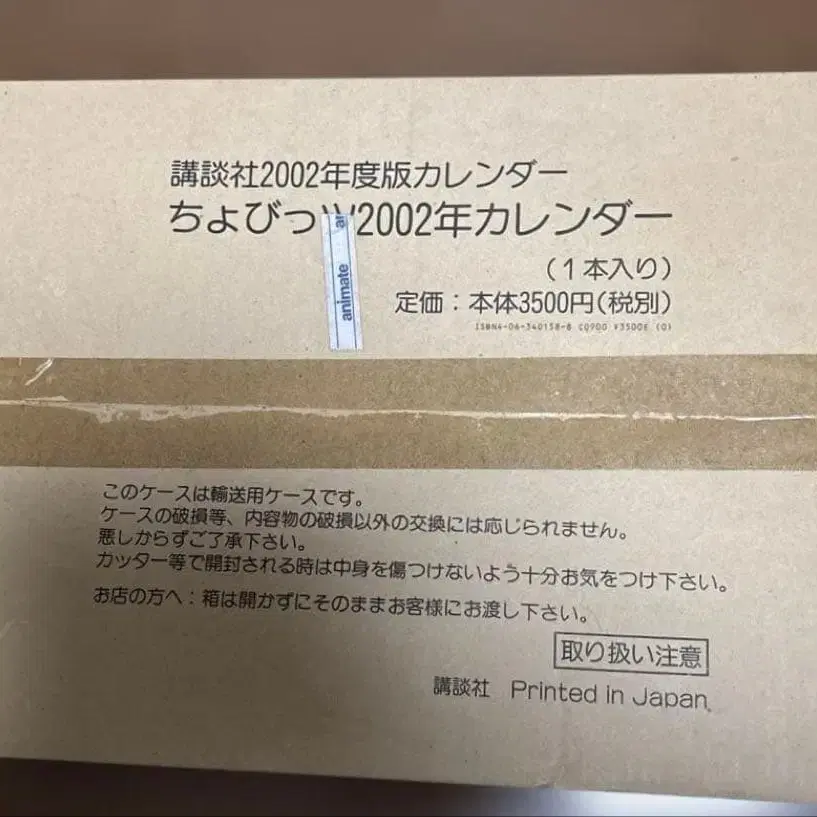 講談社2002年度版カレンダー
ちょびっツ2002年カレンダー
an
animate
(1本入り)
定価：本体3500円(税別)
ISBN4-06-340158-8 C0900 ¥3500E (0)
このケースは輸送用ケースです。
ケースの破損等、内容物の破損以外の交換には応じられません。
悪しからずご了承下さい。
カッター等で開封される時は中身を傷つけないよう十分お気をつけ下さい。
お店の方へ：箱は開かずにそのままお客様にお渡し下さい。
取り扱い注意
講談社 Printed in Japan